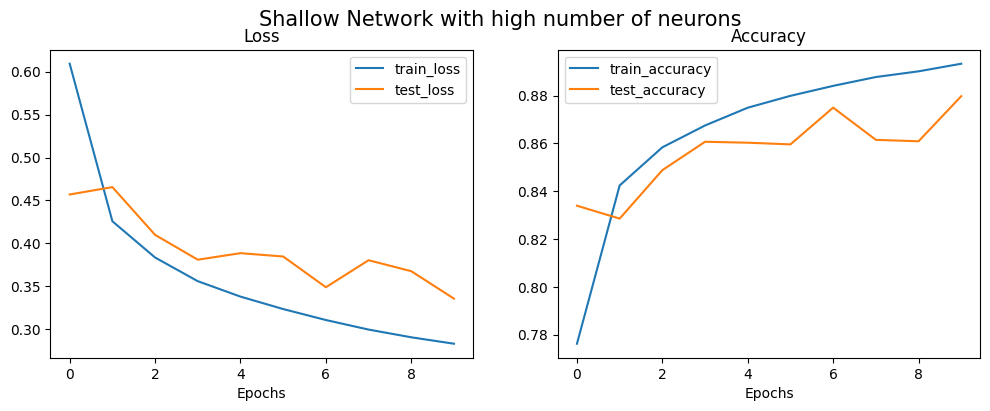 Shallow Network with high number of neurons
Loss
0.60
0.55
0.50
0.45
0.40
0.35
0.30
train_loss
test_loss
0 2 4 6 8
Epochs
Accuracy
0.88
0.86
0.84
0.82
0.80
0.78
train_accuracy
test_accuracy
0 2 4 6 8
Epochs